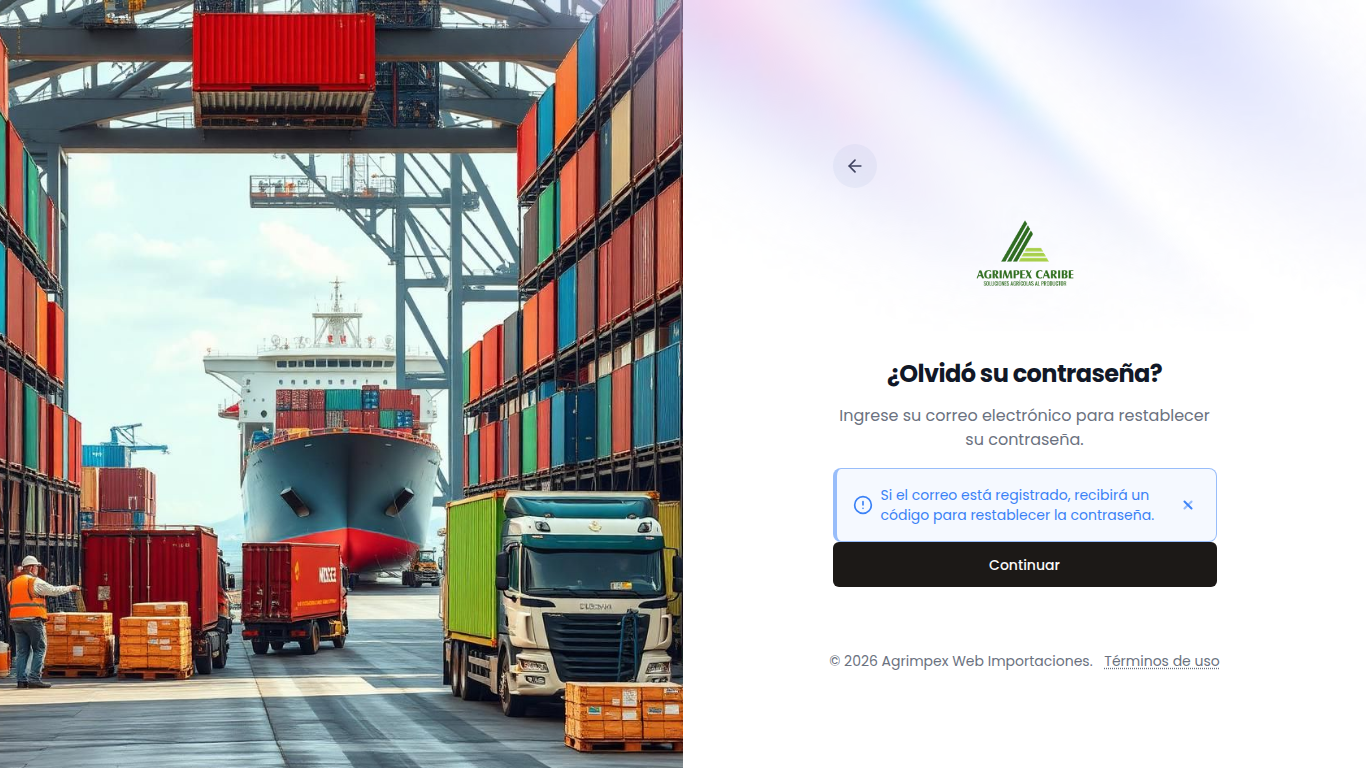 AGRIMPEX CARIBE
SOLUCIONES AGRÍCOLAS AL PRODUCTOR
¿Olvidó su contraseña?
Ingrese su correo electrónico para restablecer
su contraseña.
Si el correo está registrado, recibirá un
código para restablecer la contraseña.
Continuar
© 2026 Agrimpex Web Importaciones. Términos de uso